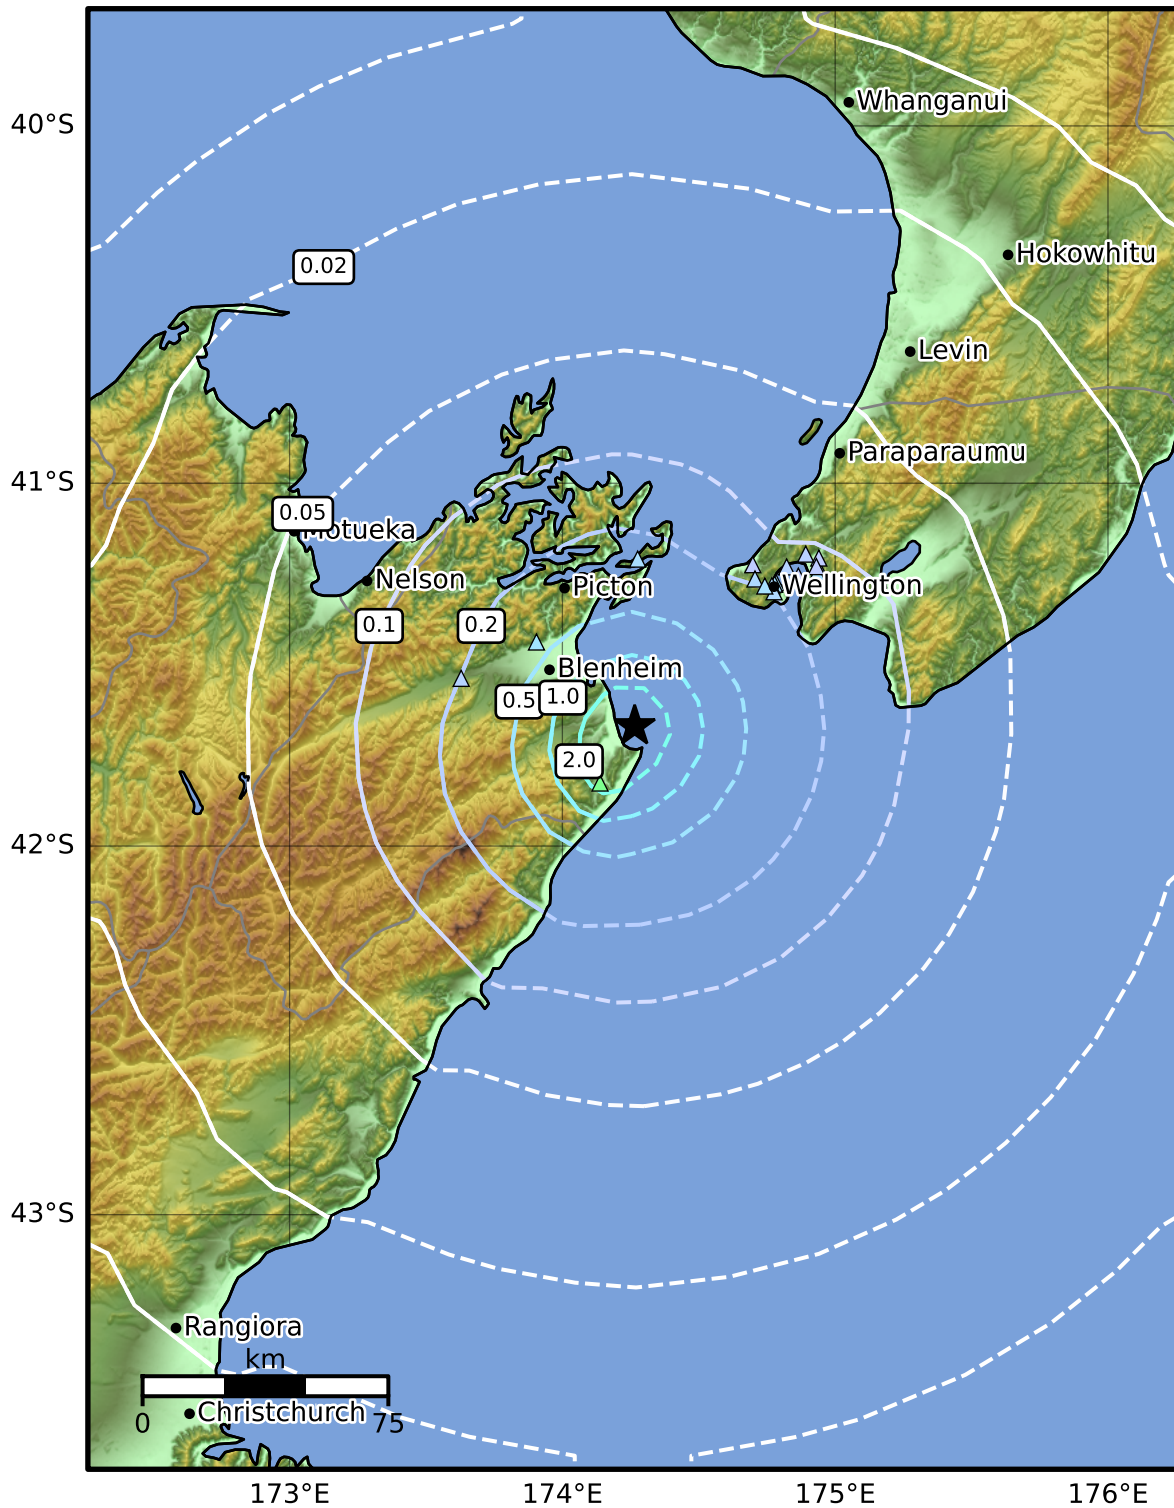 Whanganui
40°S
Hokowhitu
0.02
Levin
Paraparaumu
41°S
0.05
Motueka
Nelson
Picton
Wellington
0.1
0.2
Blenheim
0.5
1.0
2.0
42°S
43°S
Rangiora
km
0
75
Christchurch
173°E
174°E
175°E
176°E